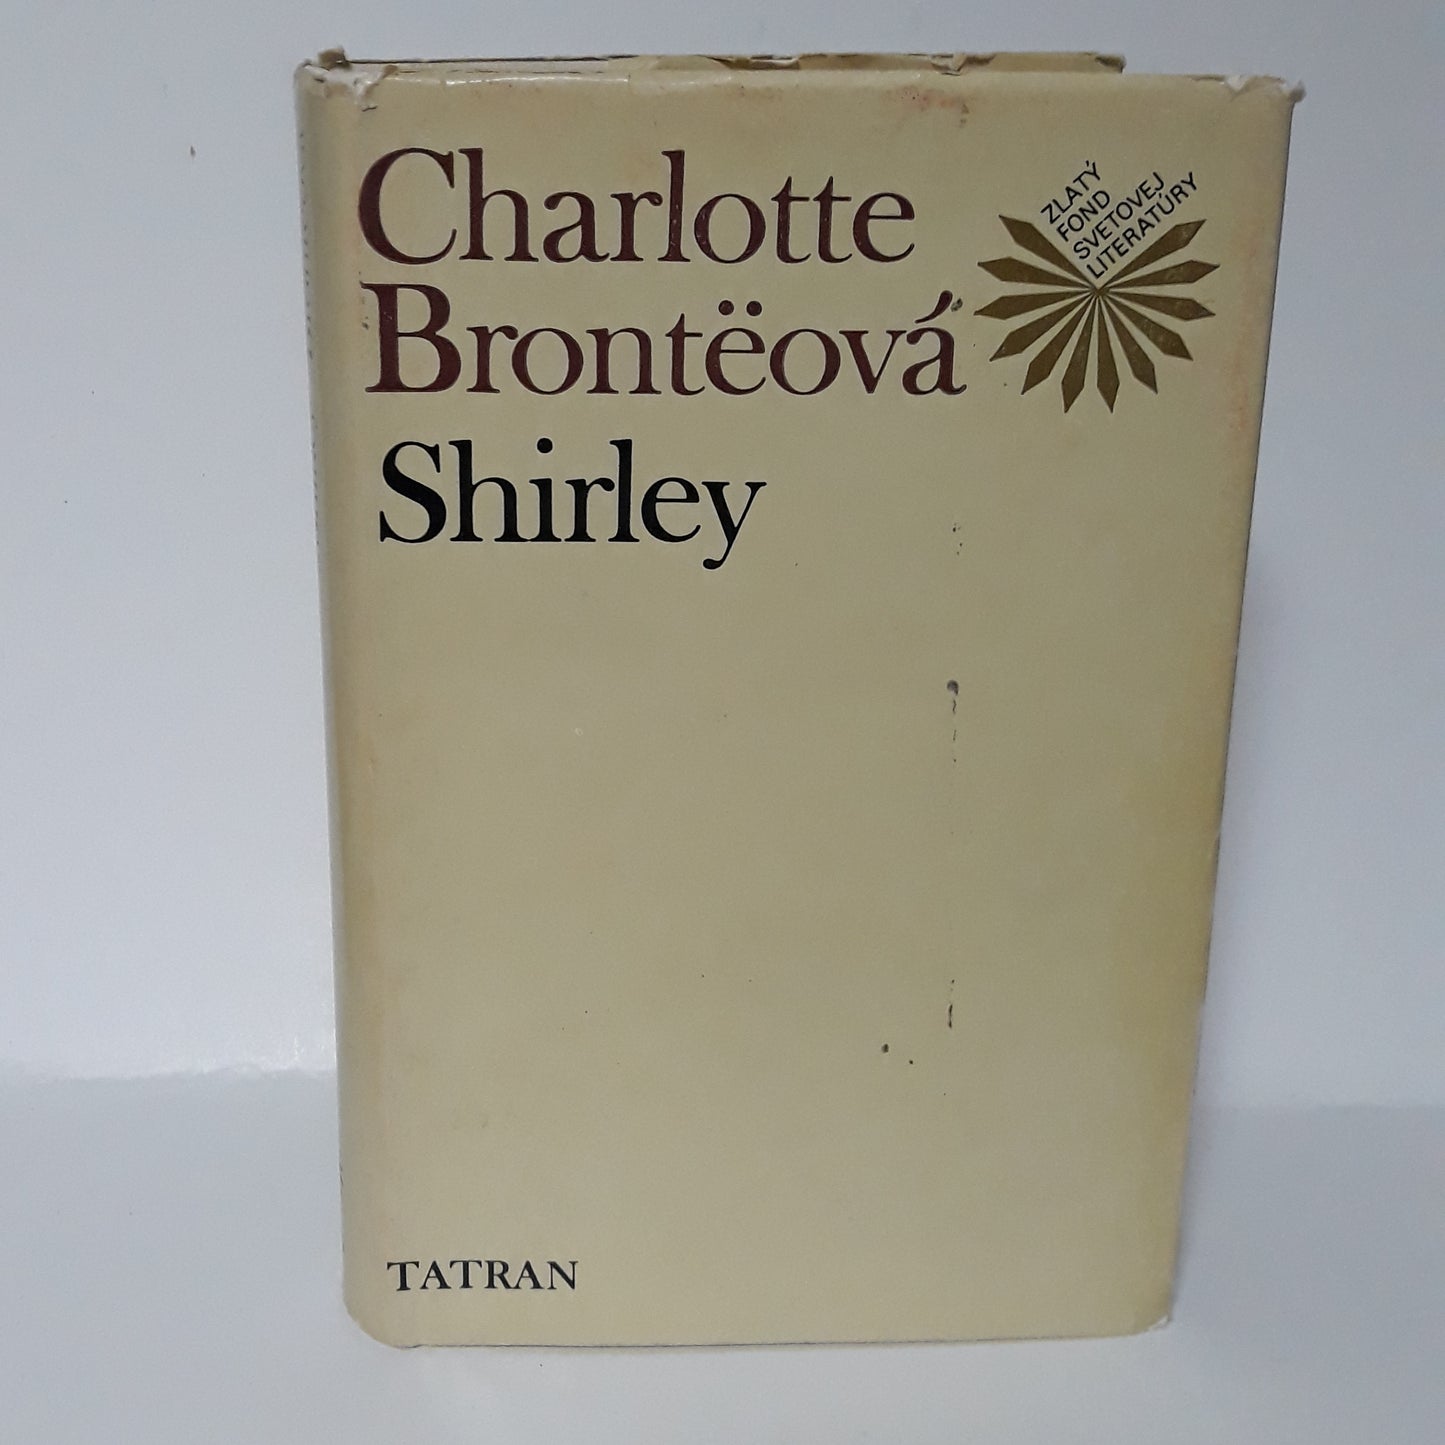 Charlotte
Brontëová
Shirley
ZLATÝ
FOND
SVETOVEJ
LITERATÚRY
TATRAN